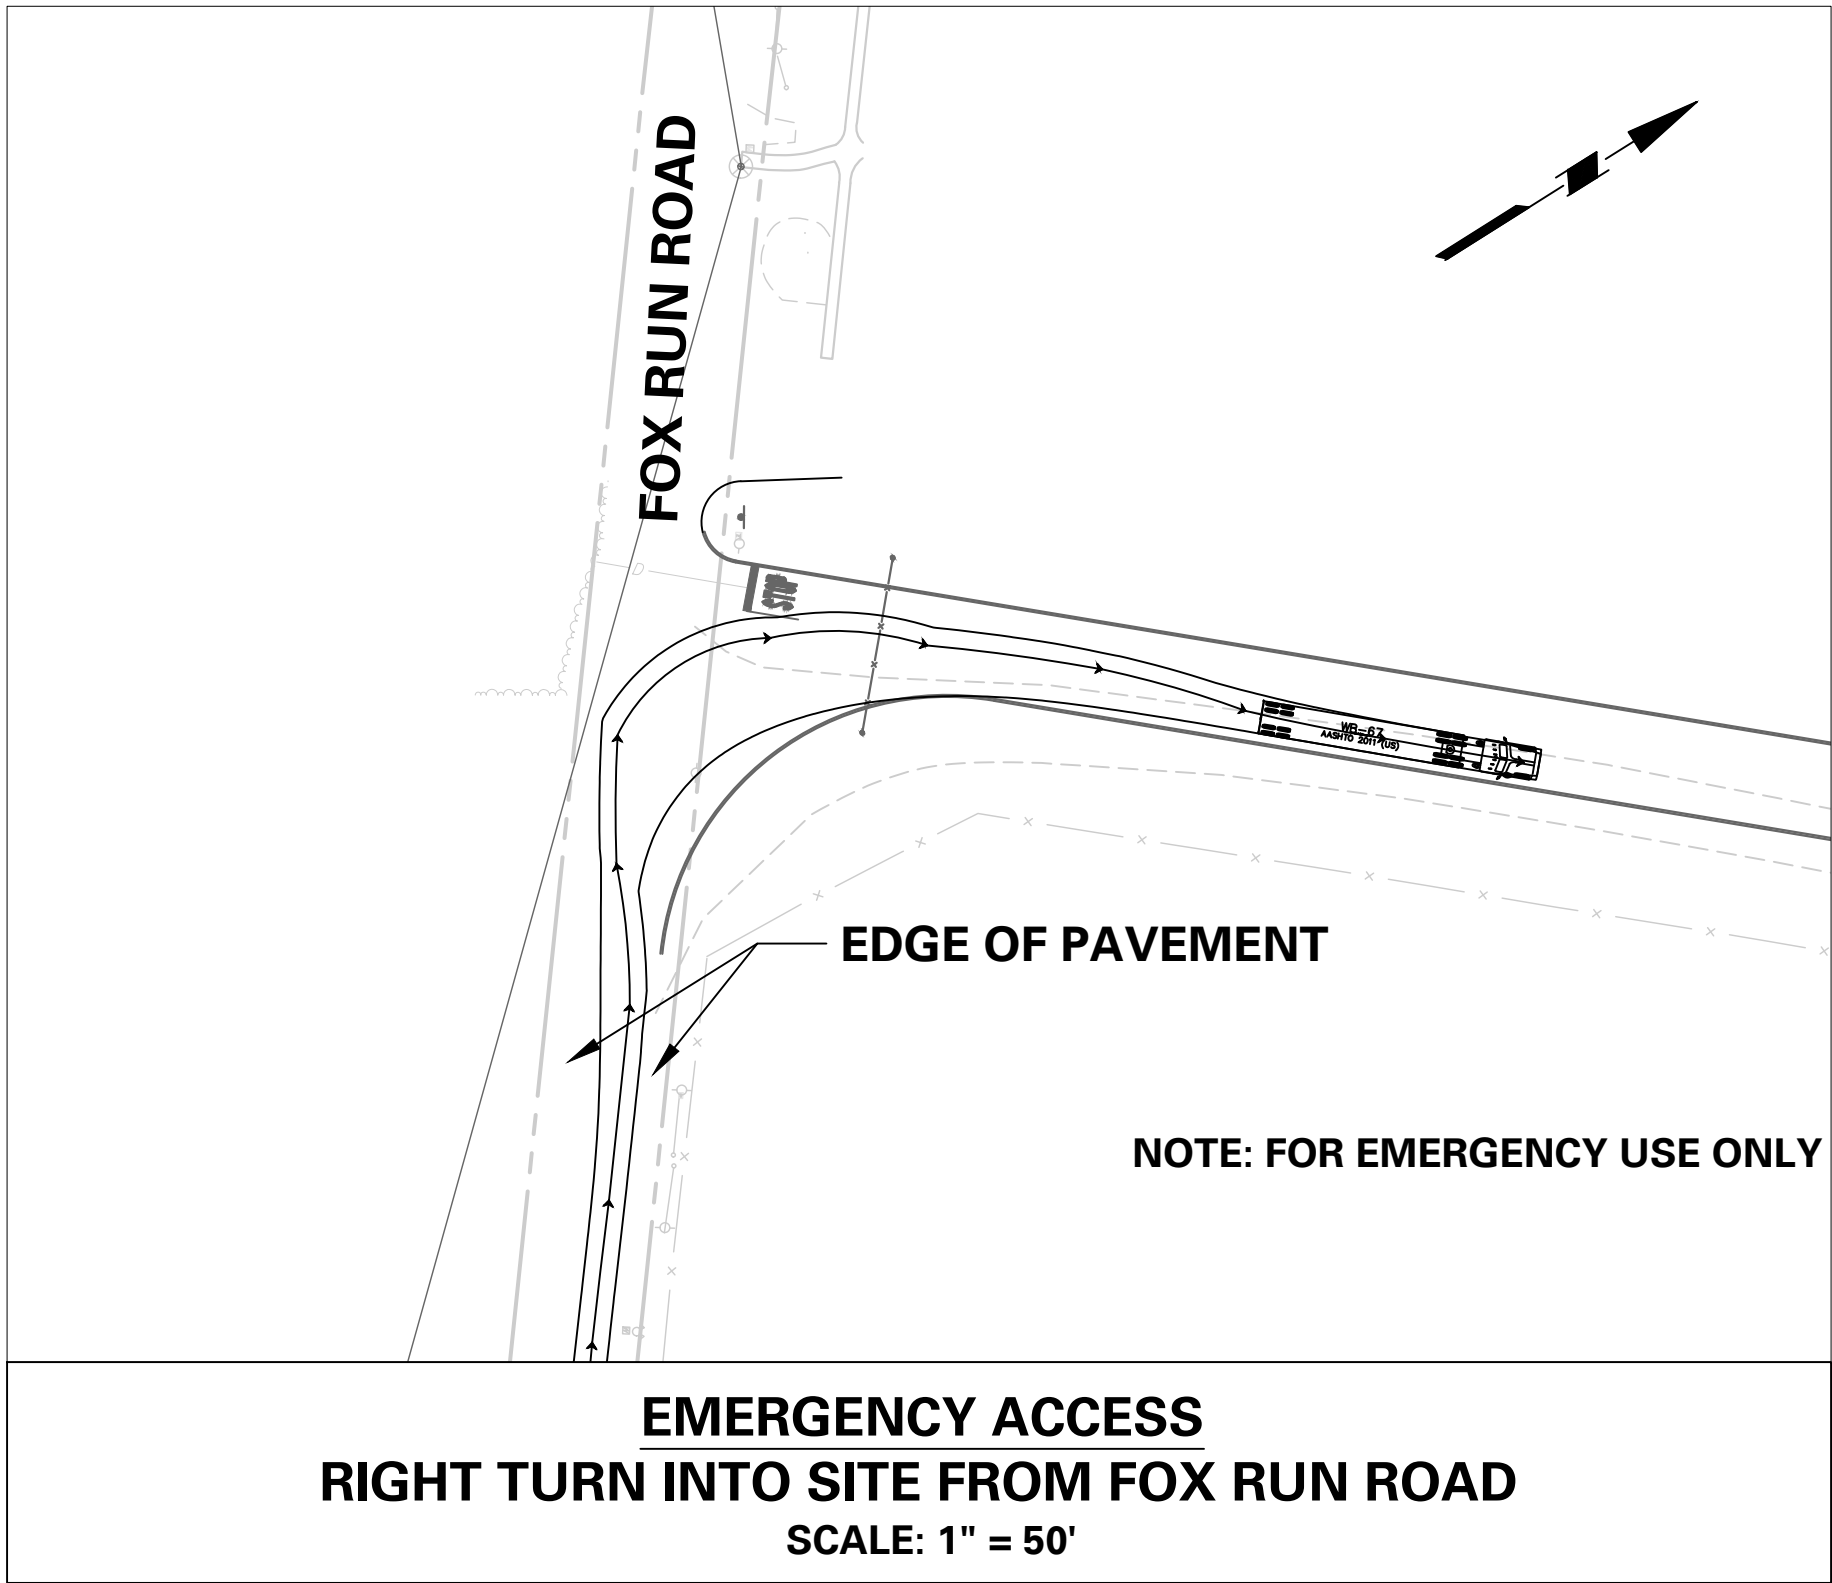 FOX RUN ROAD
WB-67
AASHTO 2011 (US)
EDGE OF PAVEMENT
NOTE: FOR EMERGENCY USE ONLY
EMERGENCY ACCESS
RIGHT TURN INTO SITE FROM FOX RUN ROAD
SCALE: 1" = 50'